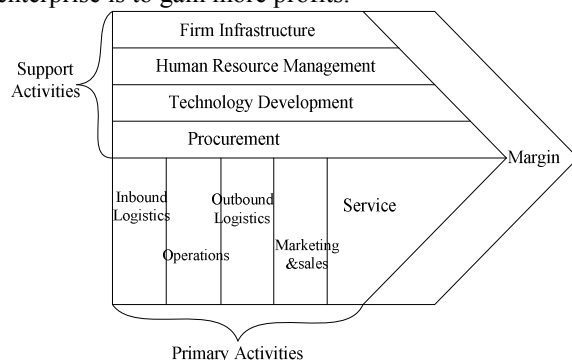 enterprise is to gain more profits.
Firm Infrastructure
Human Resource Management
Support
Activities
Technology Development
Procurement
Margin
Inbound
Logistics
Operations
Outbound
Logistics
Marketing
&sales
Service
Primary Activities